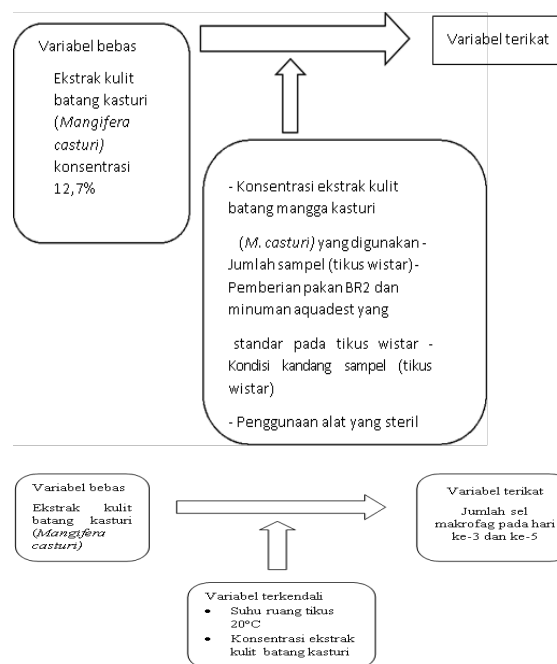 Variabel bebas
Ekstrak kulit
batang kasturi
(Mangifera
casturi)
konsentrasi
12,7%
Variabel terikat
- Konsentrasi ekstrak kulit
batang mangga kasturi
(M. casturi) yang digunakan -
Jumlah sampel (tikus wistar) -
Pemberian pakan BR2 dan
minuman aquadest yang
standar pada tikus wistar -
Kondisi kandang sampel (tikus
wistar)
- Penggunaan alat yang steril
Variabel bebas
Ekstrak kulit
batang kasturi
(Mangifera
casturi)
Variabel terikat
Jumlah sel
makrofag pada hari
ke-3 dan ke-5
Variabel terkendali
• Suhu ruang tikus
20°C
• Konsentrasi ekstrak
kulit batang kasturi